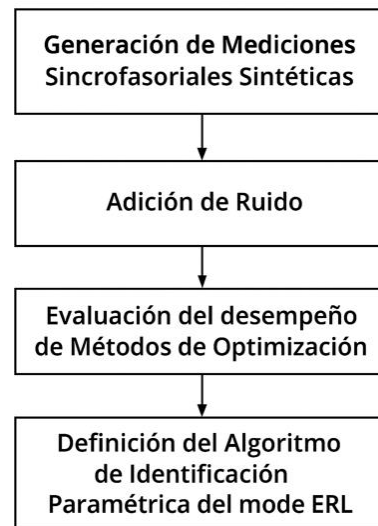 Generación de Mediciones
Sincrofasoriales Sintéticas
Adición de Ruido
Evaluación del desempeño
de Métodos de Optimización
Definición del Algoritmo
de Identificación
Paramétrica del mode ERL